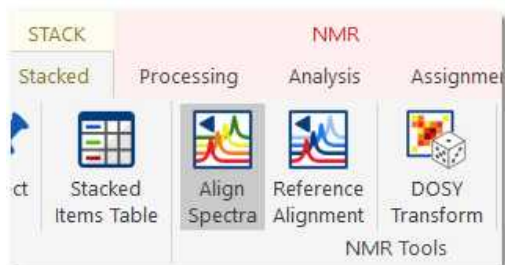 STACK NMR
Stacked Processing Analysis
Stacked Items Table
Align Spectra
Reference Alignment
DOSY Transform
NMR Tools